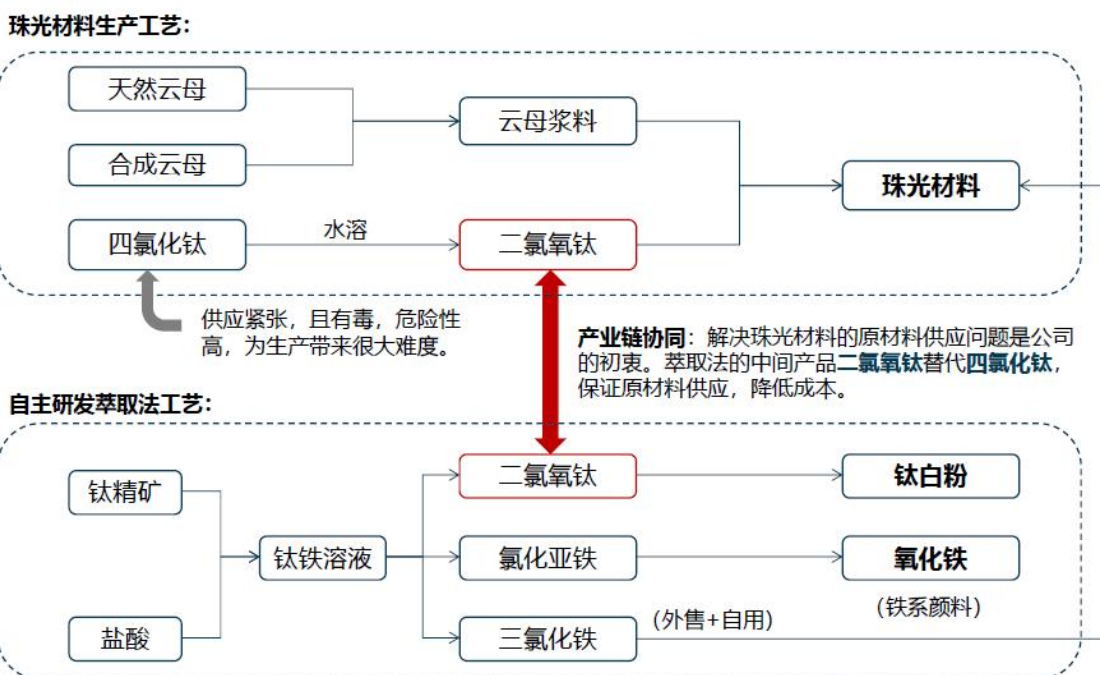 珠光材料生产工艺：
天然云母
合成云母
云母浆料
珠光材料
四氯化钛
水溶
二氯氧钛
供应紧张，且有毒，危险性
高，为生产带来很大难度。
产业链协同：解决珠光材料的原材料供应问题是公司
的初衷。萃取法的中间产品二氯氧钛替代四氯化钛，
保证原材料供应，降低成本。
自主研发萃取法工艺：
钛精矿
盐酸
钛铁溶液
二氯氧钛
钛白粉
氯化亚铁
氧化铁
（铁系颜料）
三氯化铁
（外售+自用）